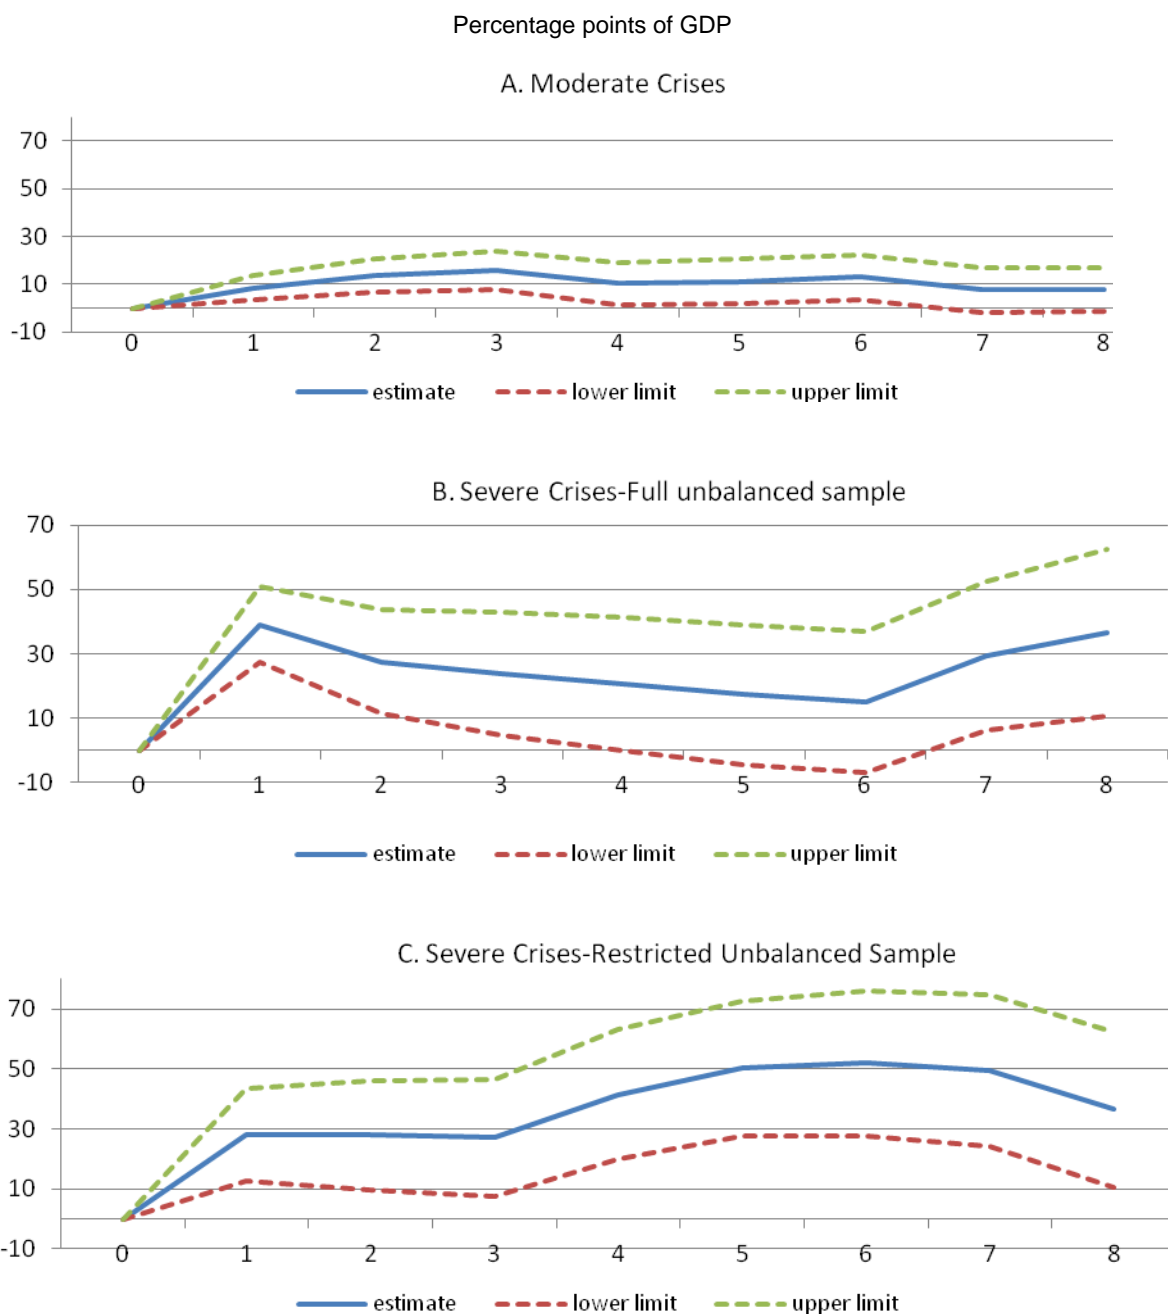 Percentage points of GDP
A. Moderate Crises
70
50
30
10
-10
0 1 2 3 4 5 6 7 8
estimate lower limit upper limit
B. Severe Crises-Full unbalanced sample
70
50
30
10
-10
0 1 2 3 4 5 6 7 8
estimate lower limit upper limit
C. Severe Crises-Restricted Unbalanced Sample
70
50
30
10
-10
0 1 2 3 4 5 6 7 8
estimate lower limit upper limit